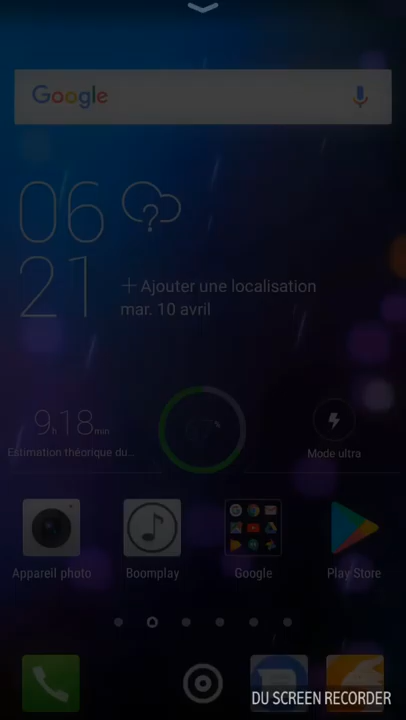 Google
06
21
?
+ Ajouter une localisation
mar. 10 avril
9h18min
Estimation théorique du..
Mode ultra
Appareil photo
Boomplay
Google
Play Store
DU SCREEN RECORDER